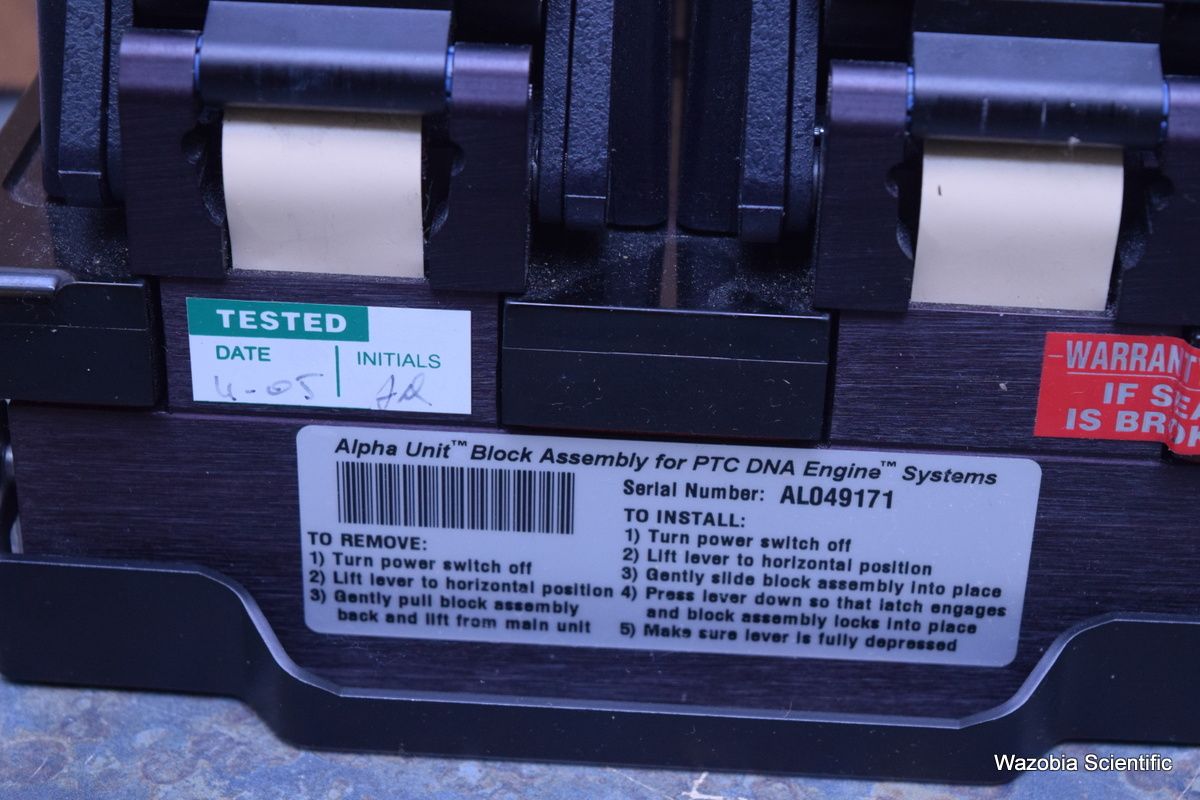 TESTED
DATE
INITIALS
4-05
WARRANT
IF SEA
IS BROK
Alpha Unit™ Block Assembly for PTC DNA Engine™ Systems
Serial Number: AL049171
TO REMOVE:
1) Turn power switch off
2) Lift lever to horizontal position
3) Gently pull block assembly
back and lift from main unit
TO INSTALL:
1) Turn power switch off
2) Lift lever to horizontal position
3) Gently slide block assembly into place
4) Press lever down so that latch engages
and block assembly locks into place
5) Make sure lever is fully depressed
Wazobia Scientific